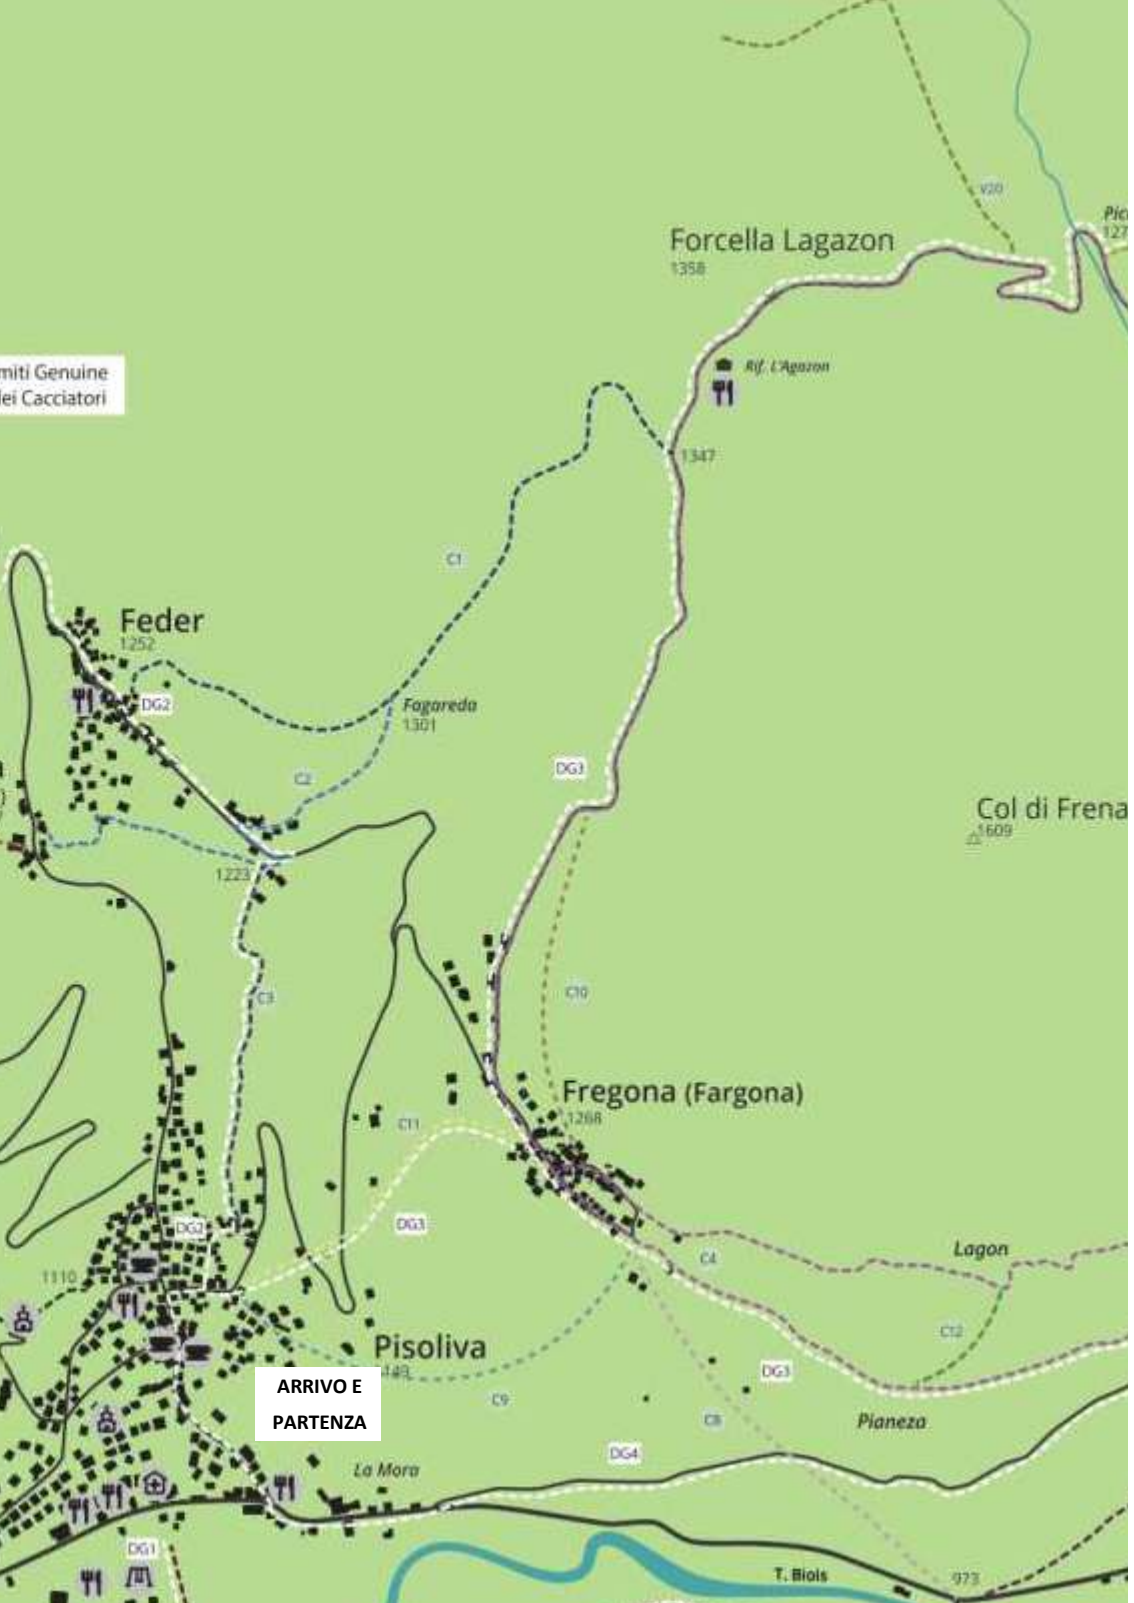 V20
Forcella Lagazon
1358
miti Genuine
dei Cacciatori
Rif. L'Agazon
1347
C1
Feder
1252
DG2
Fagareda
1301
C2
DG3
Col di Frena
1609
1223
C3
C10
Fregona (Fargona)
1268
C11
DG3
DG2
Lagon
C4
1110
C12
Pisoliva
DG3
ARRIVO E
PARTENZA
C9
C8
Pianeza
DG4
La Mora
DG1
T. Biois
973